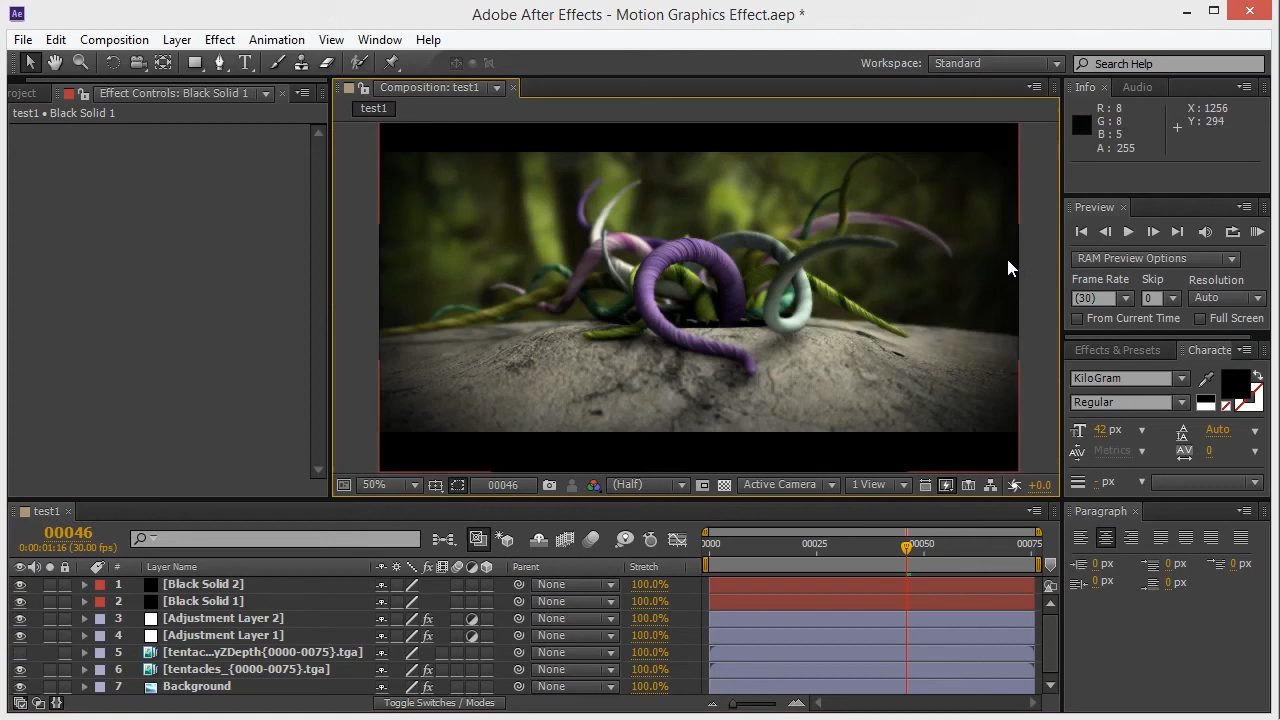 Ae
Adobe After Effects - Motion Graphics Effect.aep *
File Edit Composition Layer Effect Animation View Window Help
Workspace: Standard Search Help
roject Effect Controls: Black Solid 1
test1 • Black Solid 1
Composition: test1
test1
50% 00046 (Half) Active Camera 1 View +0.0
Info Audio
R : 8
G : 8
B : 5
A : 255
X : 1256
Y : 294
Preview
RAM Preview Options
Frame Rate Skip Resolution
(30) 0 Auto
From Current Time Full Screen
Effects & Presets Characte
KiloGram
Regular
42 px Auto
Metrics 0
- px
Paragraph
0 px 0 px 0 px
0 px 0 px
test1
00046
0:00:01:16 (30.00 fps)
0000 00025 00050 00075
# Layer Name Parent Stretch
1 [Black Solid 2] None 100.0%
2 [Black Solid 1] None 100.0%
3 [Adjustment Layer 2] fx None 100.0%
4 [Adjustment Layer 1] fx None 100.0%
5 [tentac...yZDepth{0000-0075}.tga] None 100.0%
6 [tentacles_{0000-0075}.tga] fx None 100.0%
7 Background fx None 100.0%
Toggle Switches / Modes